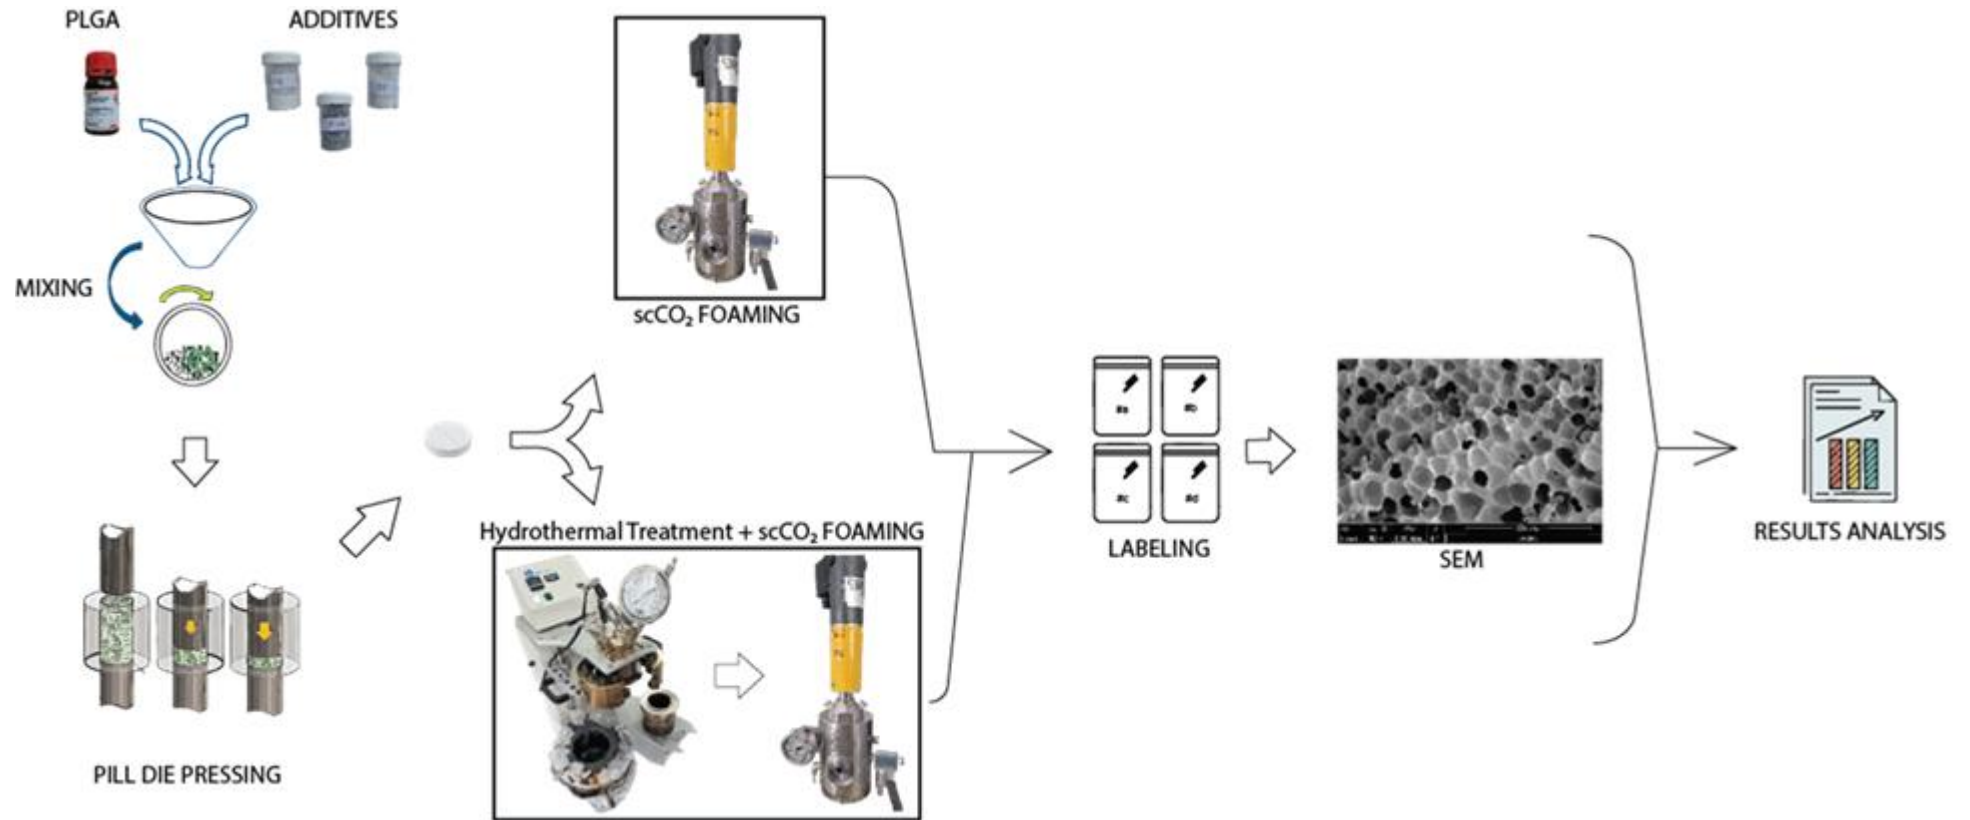 PLGA
ADDITIVES
MIXING
PILL DIE PRESSING
scCO₂ FOAMING
Hydrothermal Treatment + scCO₂ FOAMING
#a
#b
#c
#d
LABELING
SEM
RESULTS ANALYSIS